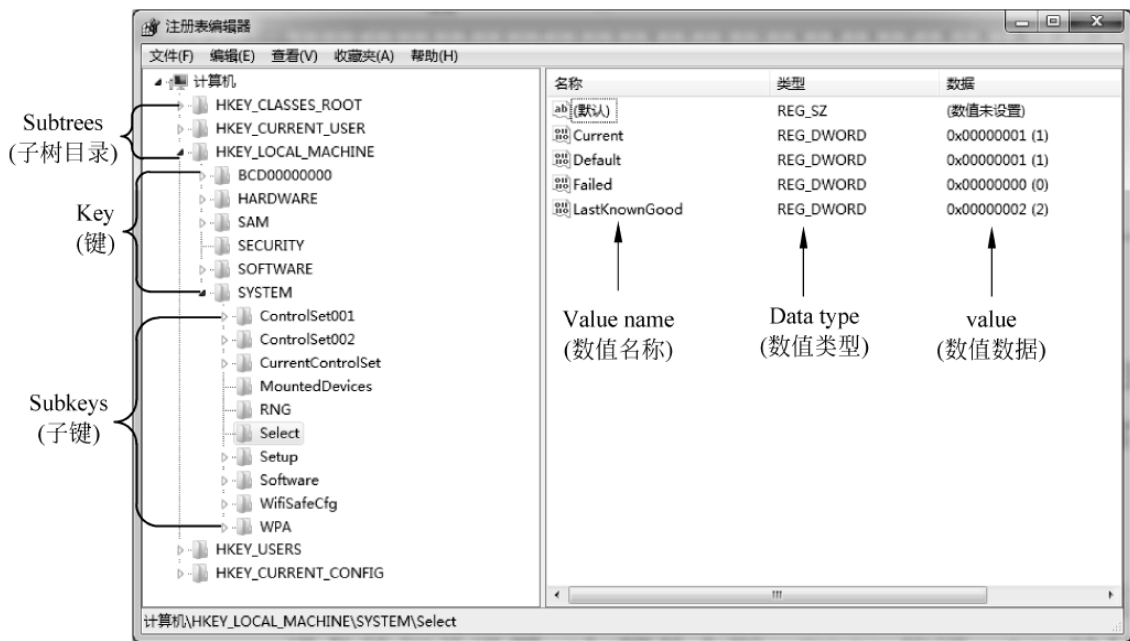 注册表编辑器
文件(F) 编辑(E) 查看(V) 收藏夹(A) 帮助(H)
计算机
HKEY_CLASSES_ROOT
HKEY_CURRENT_USER
HKEY_LOCAL_MACHINE
BCD00000000
HARDWARE
SAM
SECURITY
SOFTWARE
SYSTEM
ControlSet001
ControlSet002
CurrentControlSet
MountedDevices
RNG
Select
Setup
Software
WifiSafeCfg
WPA
HKEY_USERS
HKEY_CURRENT_CONFIG
Subtrees
(子树目录)
Key
(键)
Subkeys
(子键)
名称 类型 数据
(默认) REG_SZ (数值未设置)
Current REG_DWORD 0x00000001 (1)
Default REG_DWORD 0x00000001 (1)
Failed REG_DWORD 0x00000000 (0)
LastKnownGood REG_DWORD 0x00000002 (2)
Value name
(数值名称)
Data type
(数值类型)
value
(数值数据)
计算机\HKEY_LOCAL_MACHINE\SYSTEM\Select